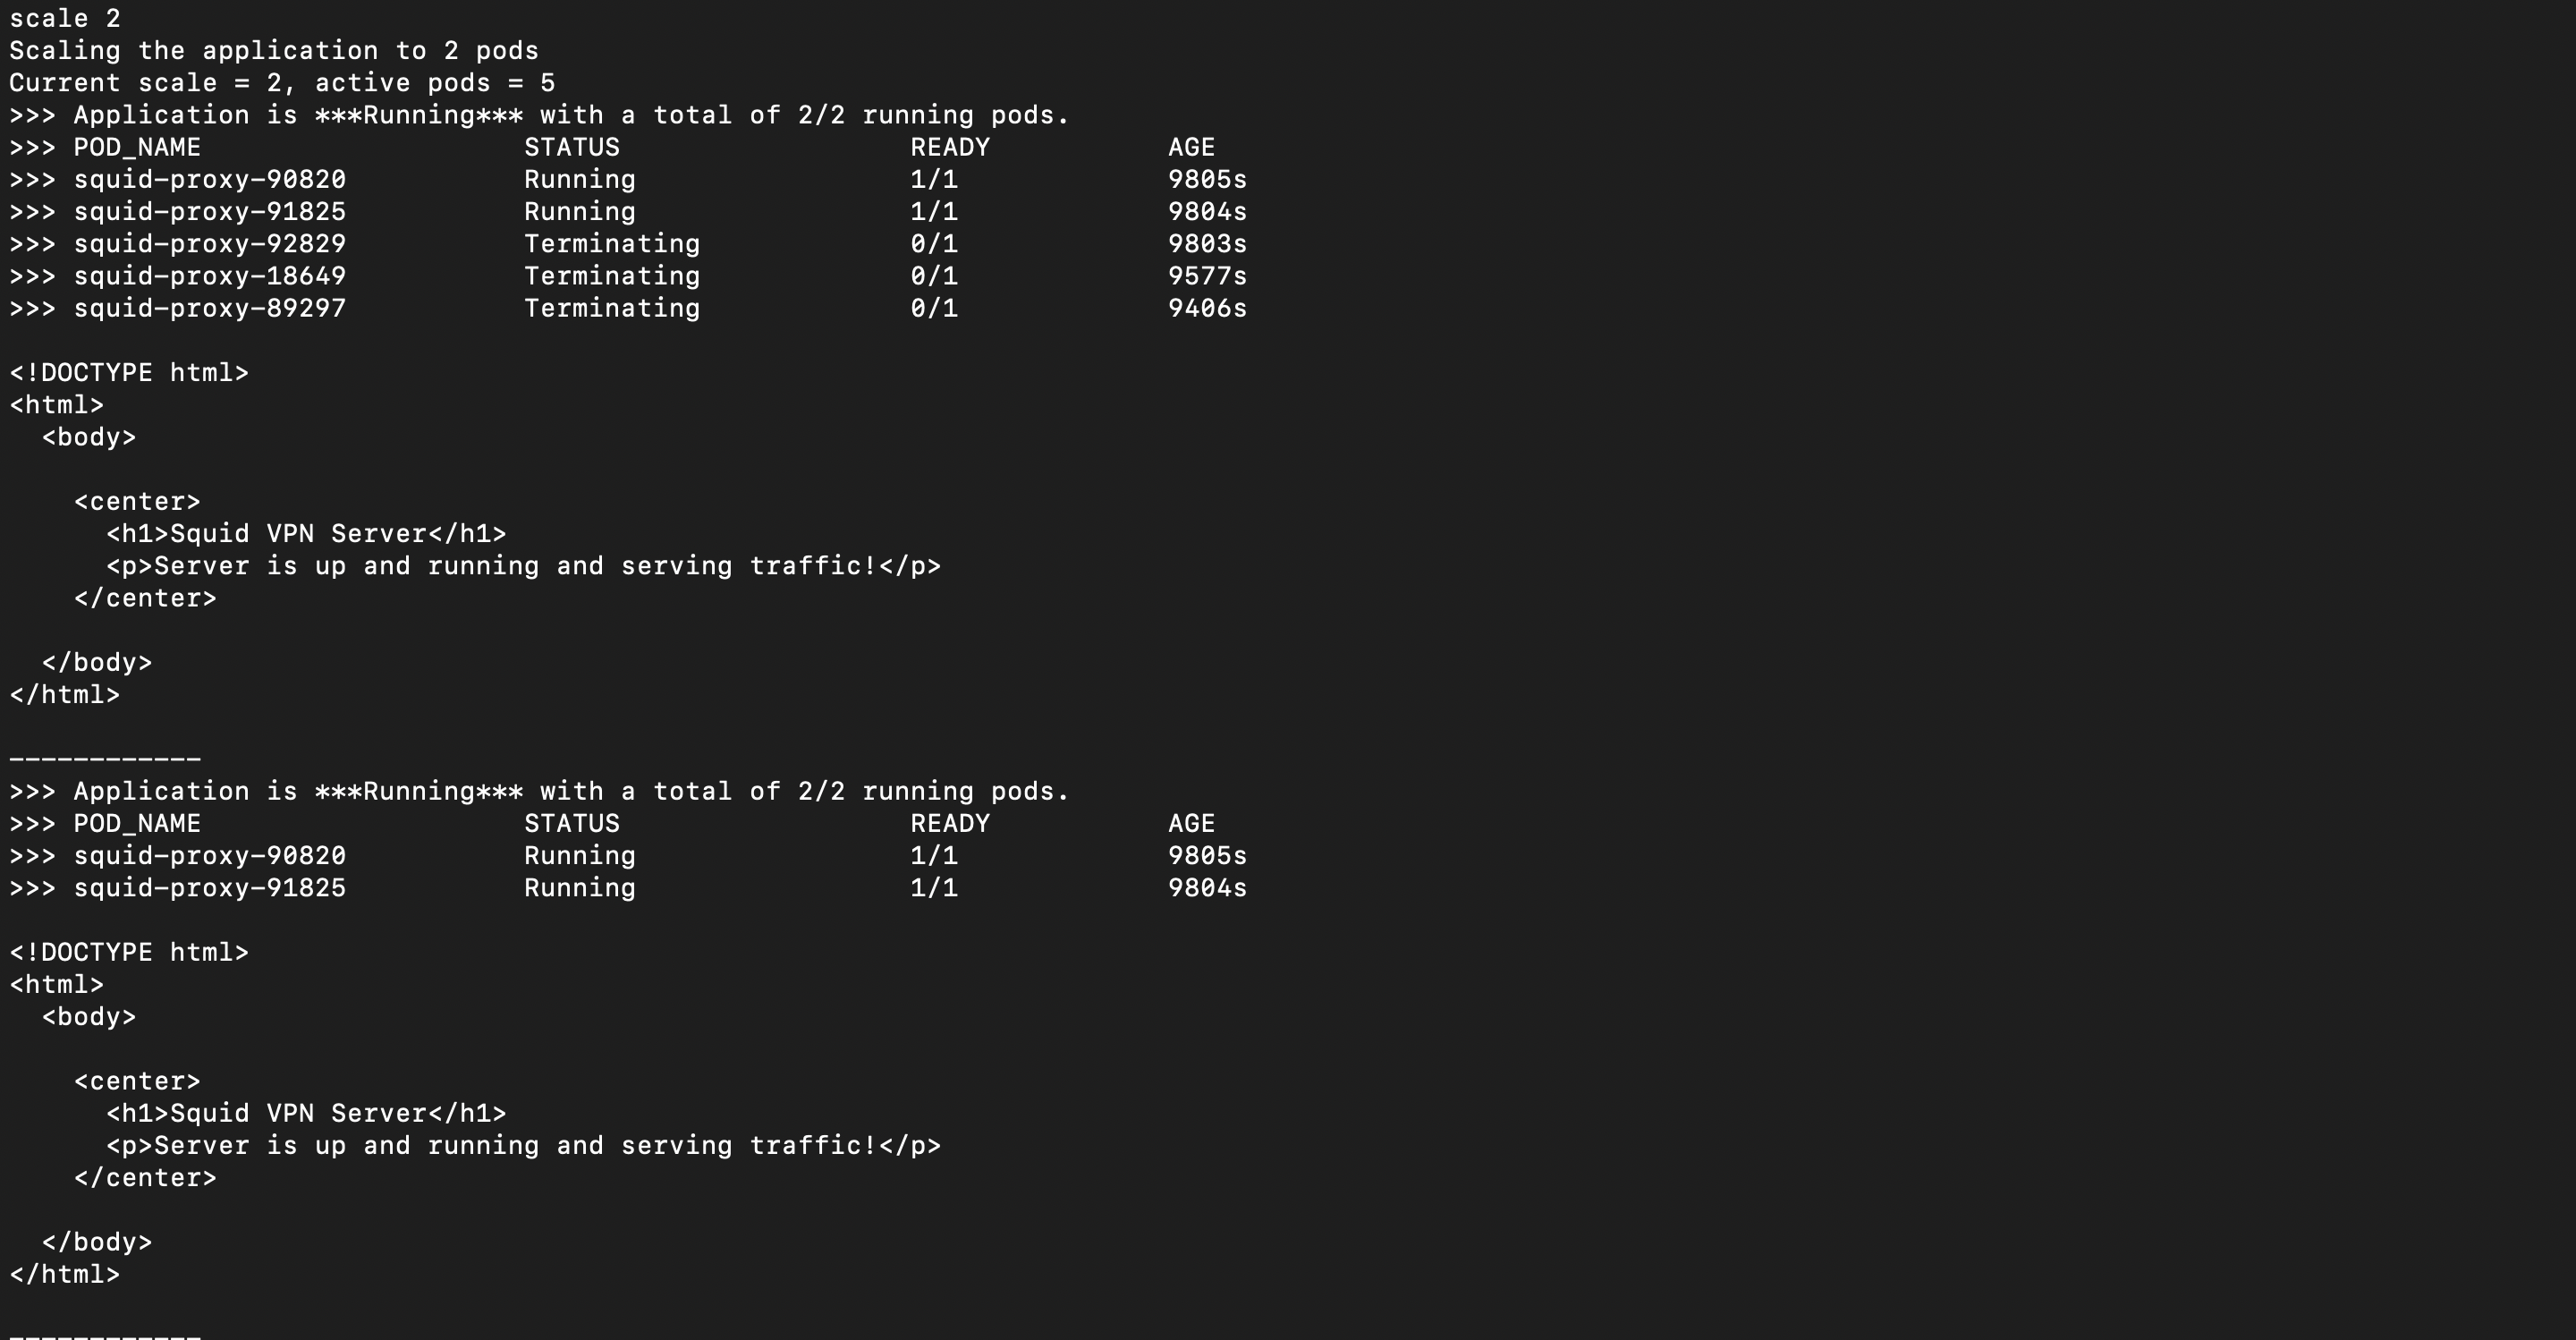 scale 2
Scaling the application to 2 pods
Current scale = 2, active pods = 5
>>> Application is ***Running*** with a total of 2/2 running pods.
>>> POD_NAME                    STATUS                  READY           AGE
>>> squid-proxy-90820           Running                 1/1             9805s
>>> squid-proxy-91825           Running                 1/1             9804s
>>> squid-proxy-92829           Terminating             0/1             9803s
>>> squid-proxy-18649           Terminating             0/1             9577s
>>> squid-proxy-89297           Terminating             0/1             9406s

<!DOCTYPE html>
<html>
  <body>

    <center>
      <h1>Squid VPN Server</h1>
      <p>Server is up and running and serving traffic!</p>
    </center>

  </body>
</html>

------------
>>> Application is ***Running*** with a total of 2/2 running pods.
>>> POD_NAME                    STATUS                  READY           AGE
>>> squid-proxy-90820           Running                 1/1             9805s
>>> squid-proxy-91825           Running                 1/1             9804s

<!DOCTYPE html>
<html>
  <body>

    <center>
      <h1>Squid VPN Server</h1>
      <p>Server is up and running and serving traffic!</p>
    </center>

  </body>
</html>

------------